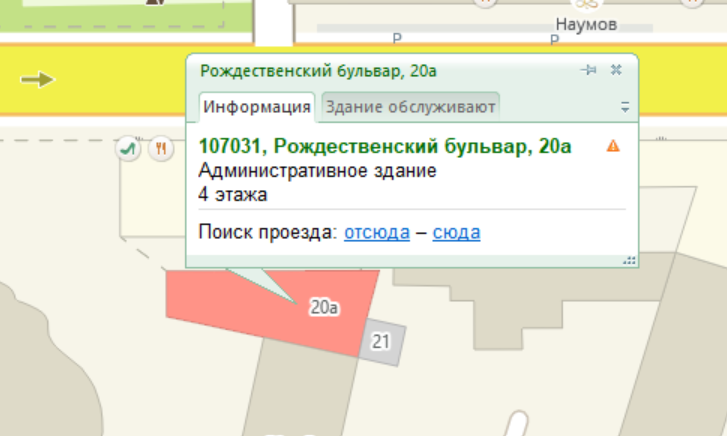 Наумов
P
P
Рождественский бульвар, 20а
Информация
Здание обслуживают
107031, Рождественский бульвар, 20а
Административное здание
4 этажа
Поиск проезда: отсюда – сюда
20а
21